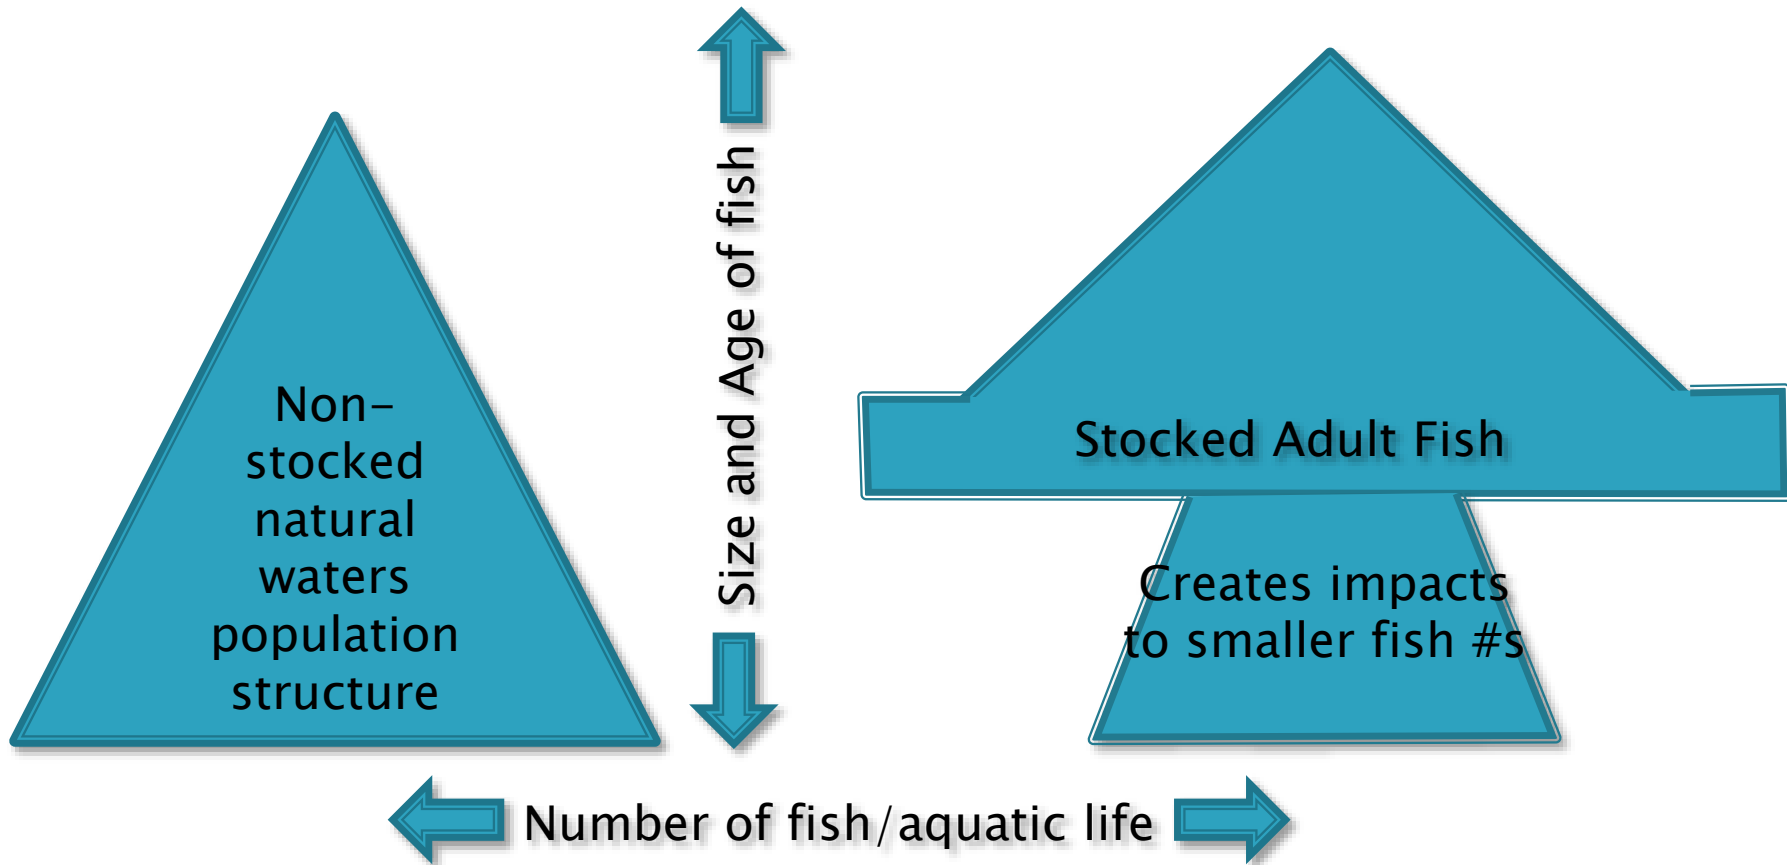 Non-
stocked
natural
waters
population
structure
Size and Age of fish
Stocked Adult Fish
Creates impacts
to smaller fish #s
Number of fish/aquatic life